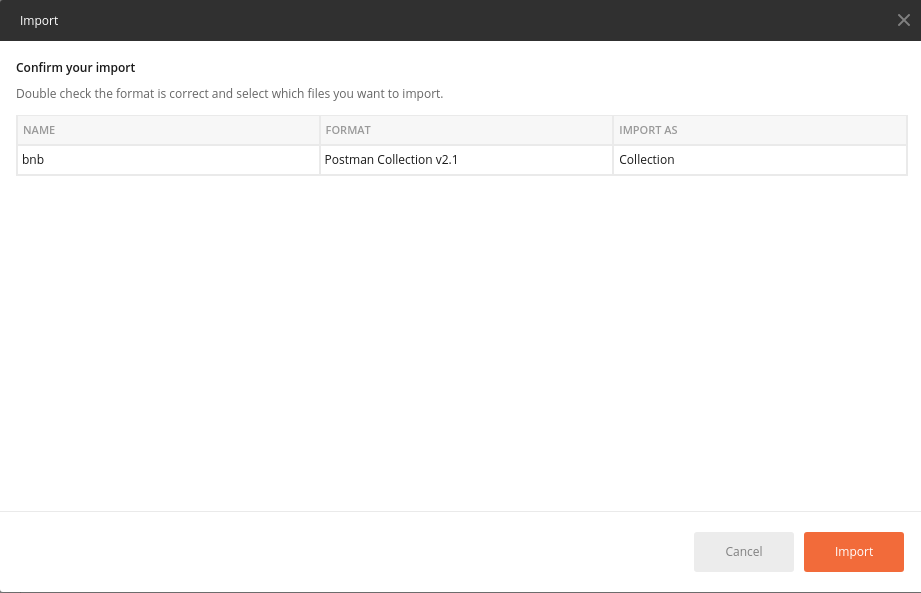 Import
Confirm your import
Double check the format is correct and select which files you want to import.
NAME FORMAT IMPORT AS
bnb Postman Collection v2.1 Collection
Cancel Import